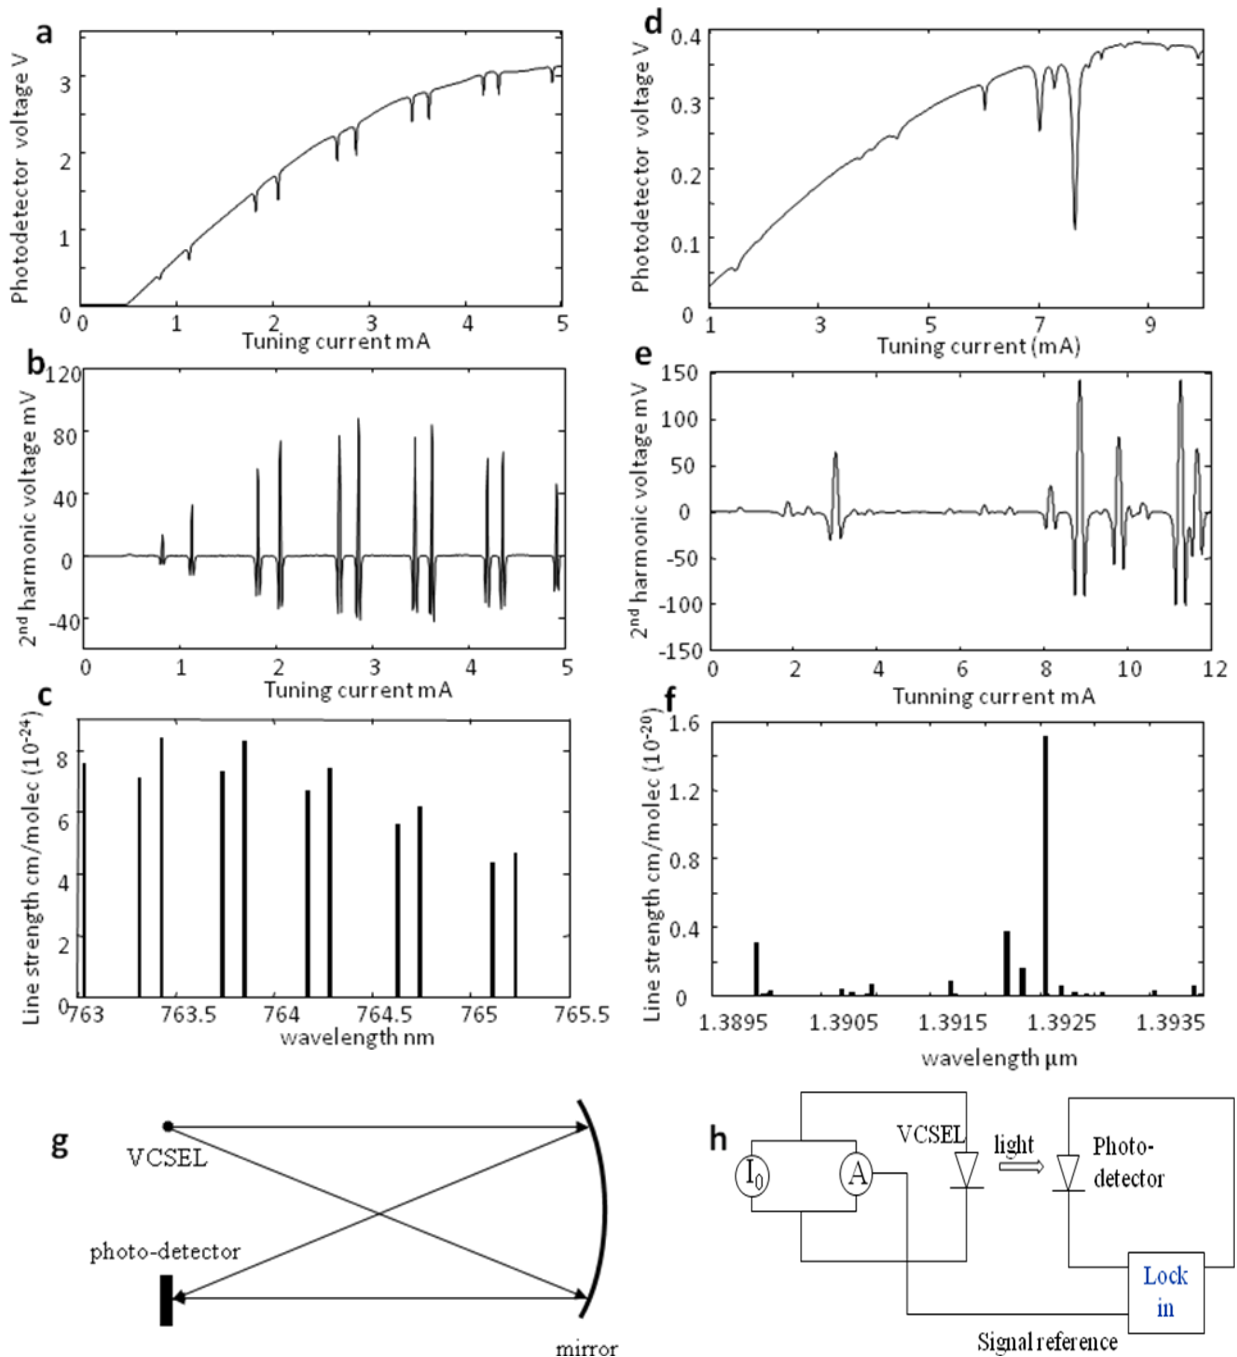 a
Photodetector voltage V
3
2
1
0
0 1 2 3 4 5
Tuning current mA
d
Photodetector voltage V
0.4
0.3
0.2
0.1
0
1 3 5 7 9
Tuning current (mA)
b
2nd harmonic voltage mV
120
80
40
0
-40
0 1 2 3 4 5
Tuning current mA
e
2nd harmonic voltage mV
150
100
50
0
-50
-100
-150
0 2 4 6 8 10 12
Tunning current mA
c
Line strength cm/molec (10-24)
8
6
4
2
0
763 763.5 764 764.5 765 765.5
wavelength nm
f
Line strength cm/molec (10-20)
1.6
1.2
0.8
0.4
0
1.3895 1.3905 1.3915 1.3925 1.3935
wavelength μm
g
VCSEL
photo-detector
mirror
h
I0
A
VCSEL
light
Photo-
detector
Lock
in
Signal reference